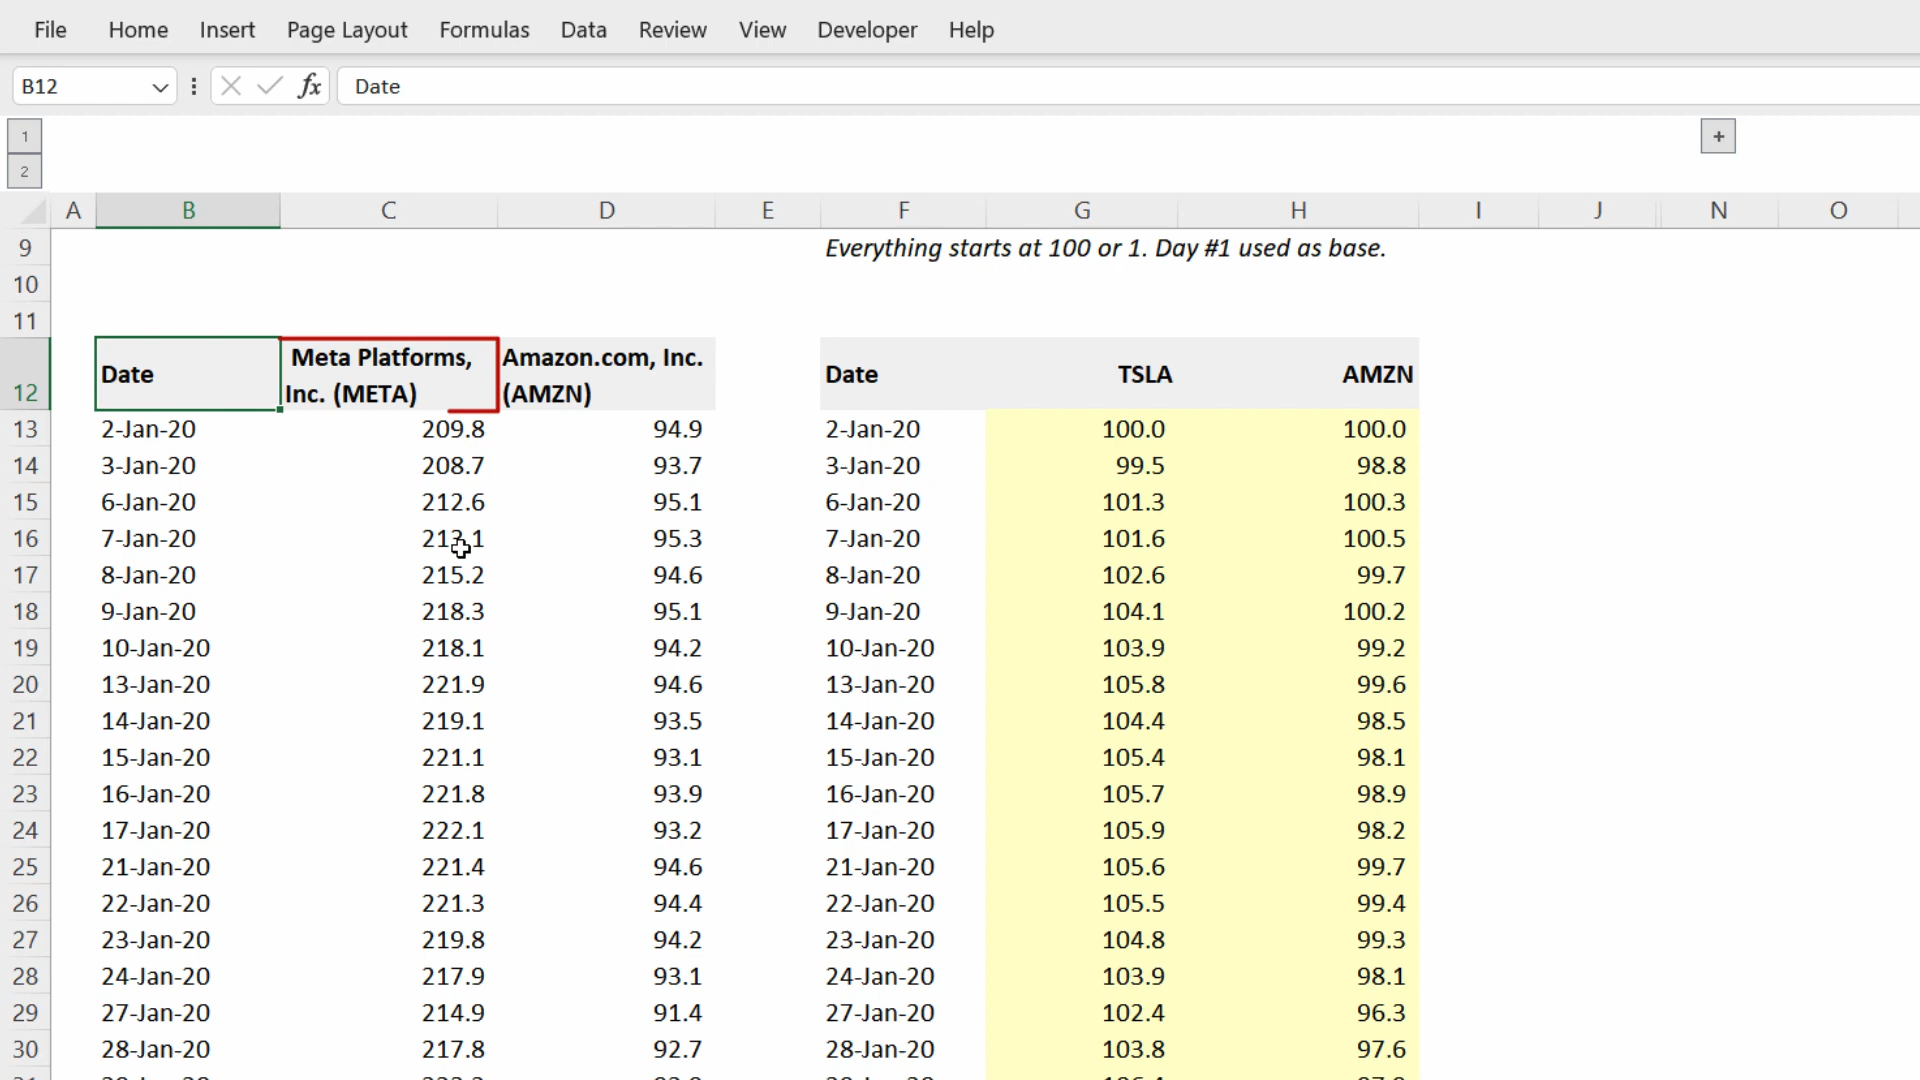 File Home Insert Page Layout Formulas Data Review View Developer Help
B12 fx Date
1 +
2
A B C D E F G H I J N O
9 Everything starts at 100 or 1. Day #1 used as base.
10
11
12 Date Meta Platforms, Inc. (META) Amazon.com, Inc. (AMZN) Date TSLA AMZN
13 2-Jan-20 209.8 94.9 2-Jan-20 100.0 100.0
14 3-Jan-20 208.7 93.7 3-Jan-20 99.5 98.8
15 6-Jan-20 212.6 95.1 6-Jan-20 101.3 100.3
16 7-Jan-20 213.1 95.3 7-Jan-20 101.6 100.5
17 8-Jan-20 215.2 94.6 8-Jan-20 102.6 99.7
18 9-Jan-20 218.3 95.1 9-Jan-20 104.1 100.2
19 10-Jan-20 218.1 94.2 10-Jan-20 103.9 99.2
20 13-Jan-20 221.9 94.6 13-Jan-20 105.8 99.6
21 14-Jan-20 219.1 93.5 14-Jan-20 104.4 98.5
22 15-Jan-20 221.1 93.1 15-Jan-20 105.4 98.1
23 16-Jan-20 221.8 93.9 16-Jan-20 105.7 98.9
24 17-Jan-20 222.1 93.2 17-Jan-20 105.9 98.2
25 21-Jan-20 221.4 94.6 21-Jan-20 105.6 99.7
26 22-Jan-20 221.3 94.4 22-Jan-20 105.5 99.4
27 23-Jan-20 219.8 94.2 23-Jan-20 104.8 99.3
28 24-Jan-20 217.9 93.1 24-Jan-20 103.9 98.1
29 27-Jan-20 214.9 91.4 27-Jan-20 102.4 96.3
30 28-Jan-20 217.8 92.7 28-Jan-20 103.8 97.6